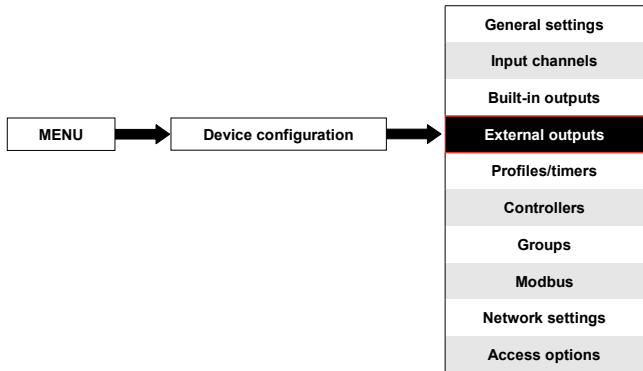 General settings
Input channels
Built-in outputs
MENU
Device configuration
External outputs
Profiles/timers
Controllers
Groups
Modbus
Network settings
Access options